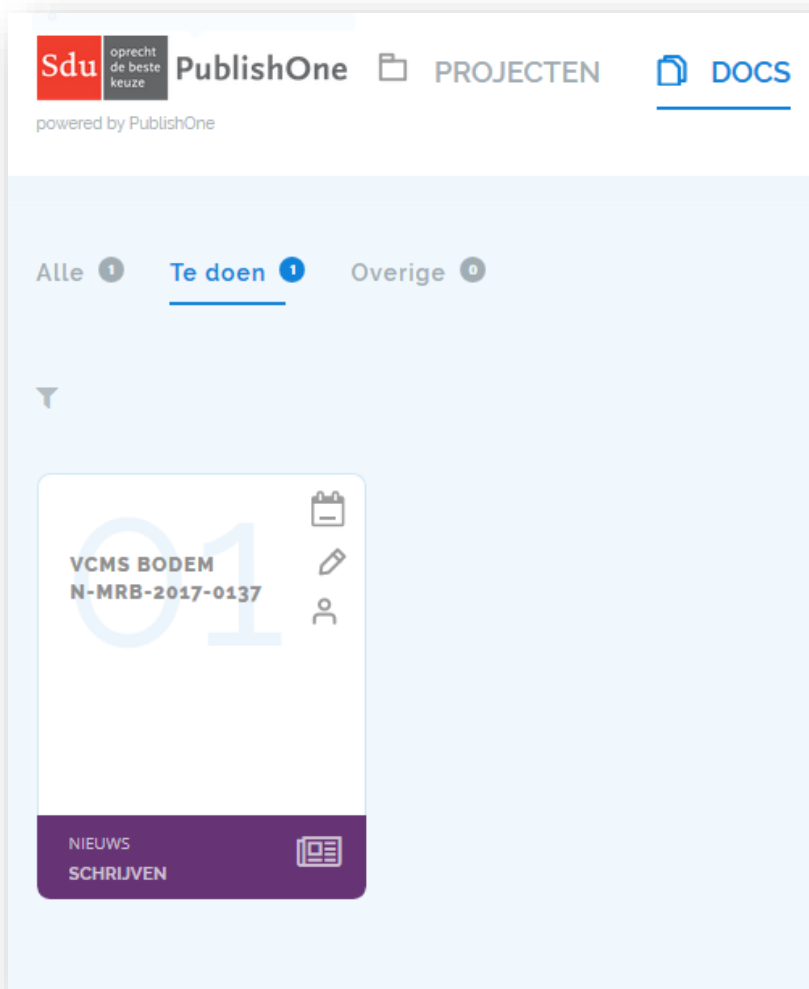 Sdu oprecht de beste keuze PublishOne
PROJECTEN
DOCS
powered by PublishOne
Alle 1
Te doen 1
Overige 0
01
VCMS BODEM
N-MRB-2017-0137
NIEUWS
SCHRIJVEN